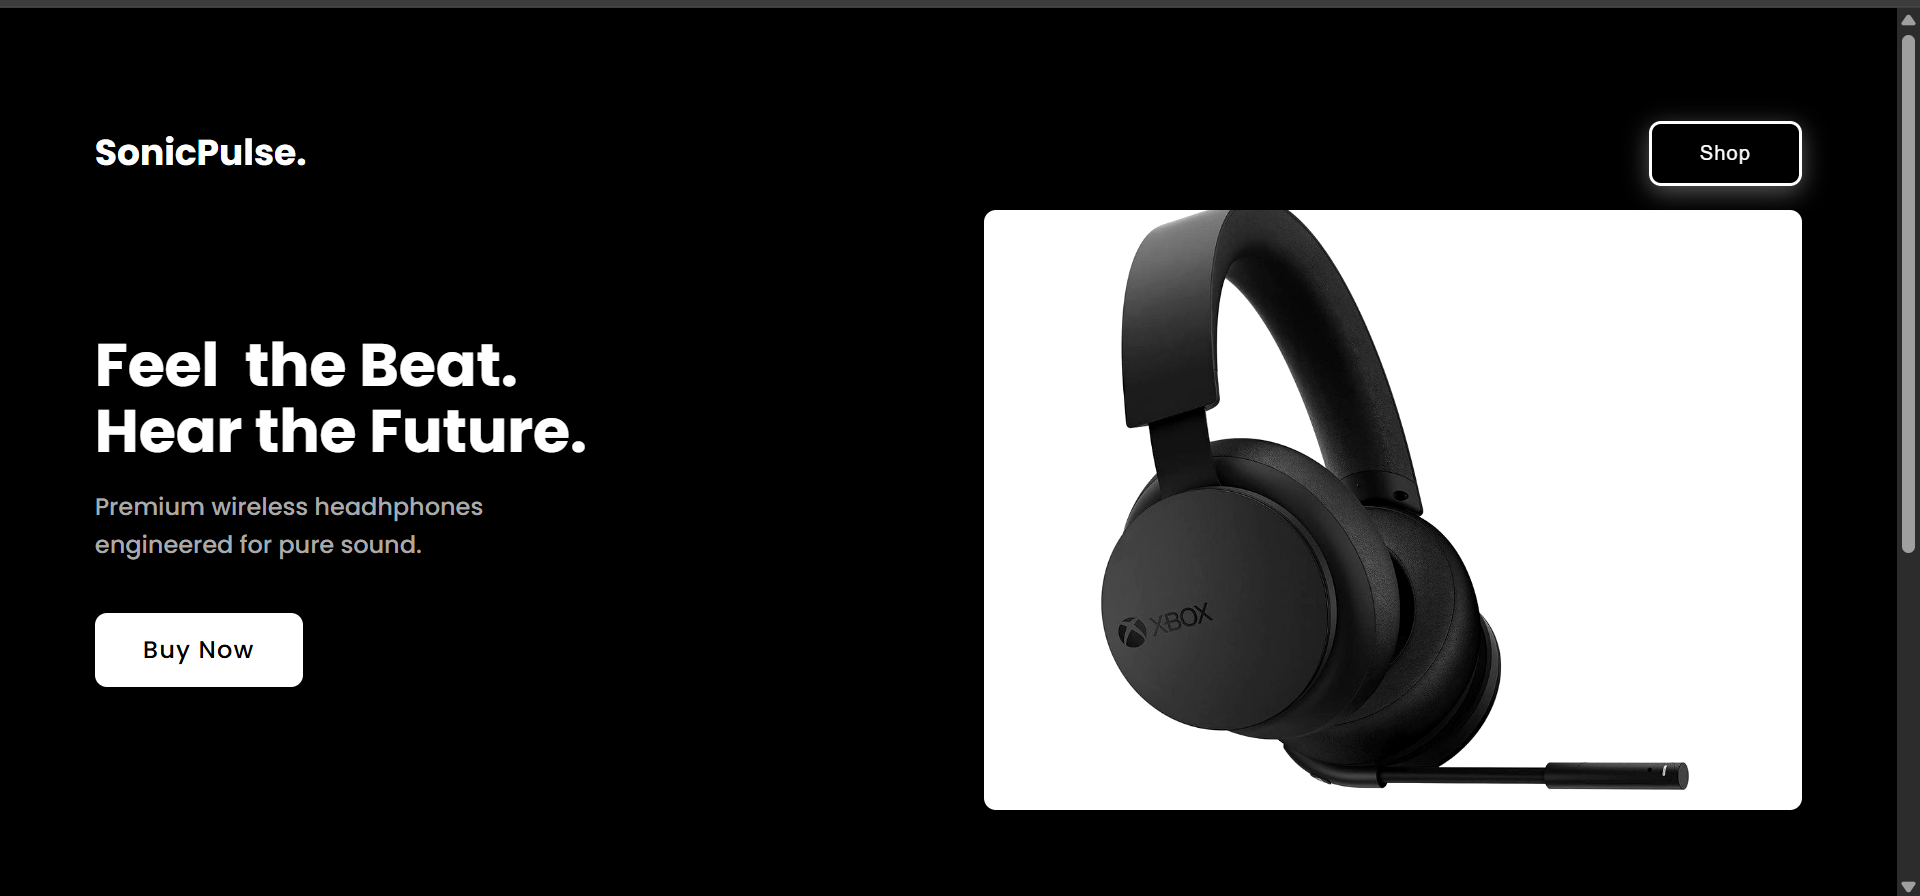 SonicPulse.
Shop
Feel  the Beat.
Hear the Future.
Premium wireless headhphones
engineered for pure sound.
Buy Now
XBOX